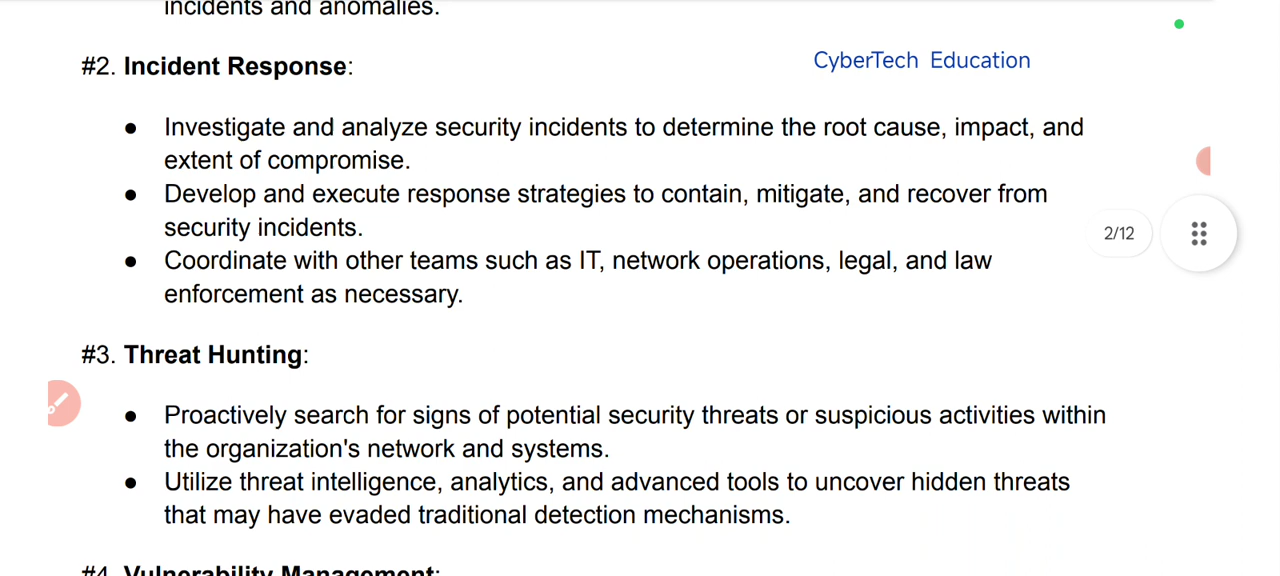 incidents and anomalies.
#2. Incident Response:
CyberTech Education
● Investigate and analyze security incidents to determine the root cause, impact, and
extent of compromise.
● Develop and execute response strategies to contain, mitigate, and recover from
security incidents.
2/12
● Coordinate with other teams such as IT, network operations, legal, and law
enforcement as necessary.
#3. Threat Hunting:
● Proactively search for signs of potential security threats or suspicious activities within
the organization's network and systems.
● Utilize threat intelligence, analytics, and advanced tools to uncover hidden threats
that may have evaded traditional detection mechanisms.
#4. Vulnerability Management: